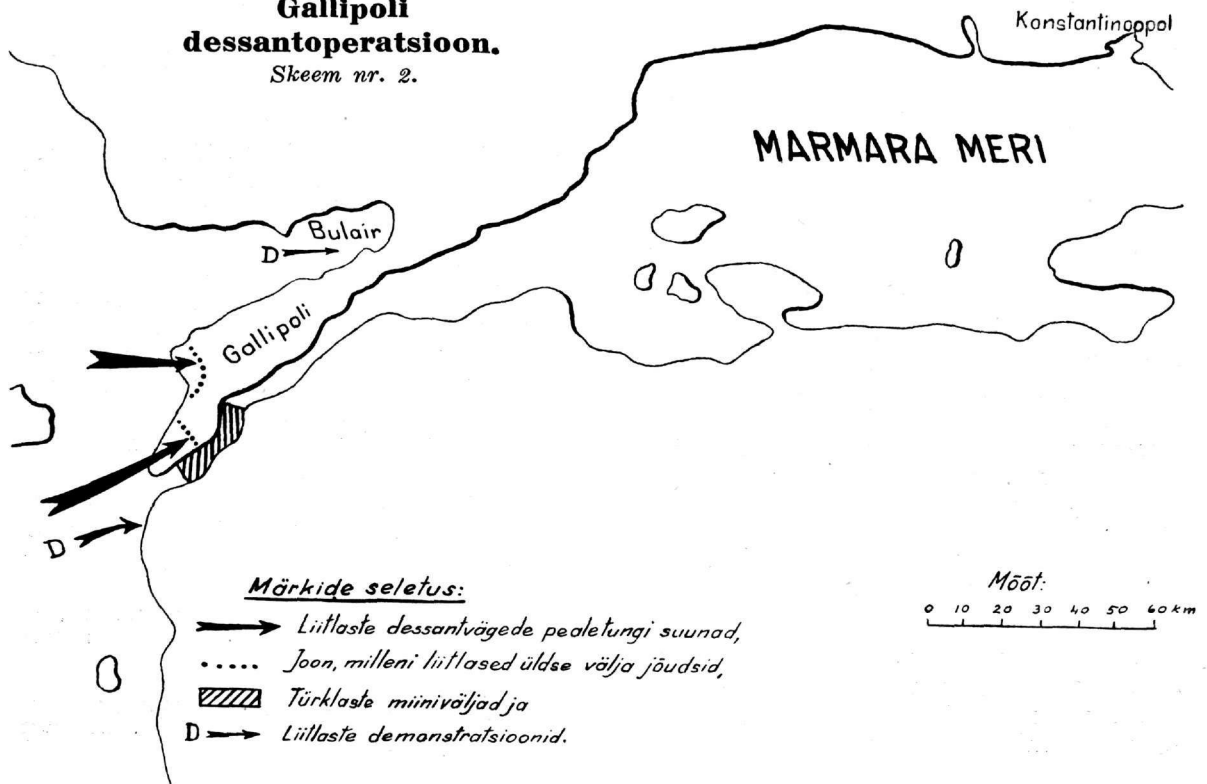 Gallipoli
dessantoperatsioon.
Skeem nr. 2.
Konstantinoppol
MARMARA MERI
Bulair
D
Gallipoli
D
Märkide seletus:
Liitlaste dessantvägede pealetungi suunad,
Joon, milleni liitlased üldse välja jõudsid,
Türklaste miiniväljad ja
D Liitlaste demonstratsioonid.
Mõõt:
0 10 20 30 40 50 60 km